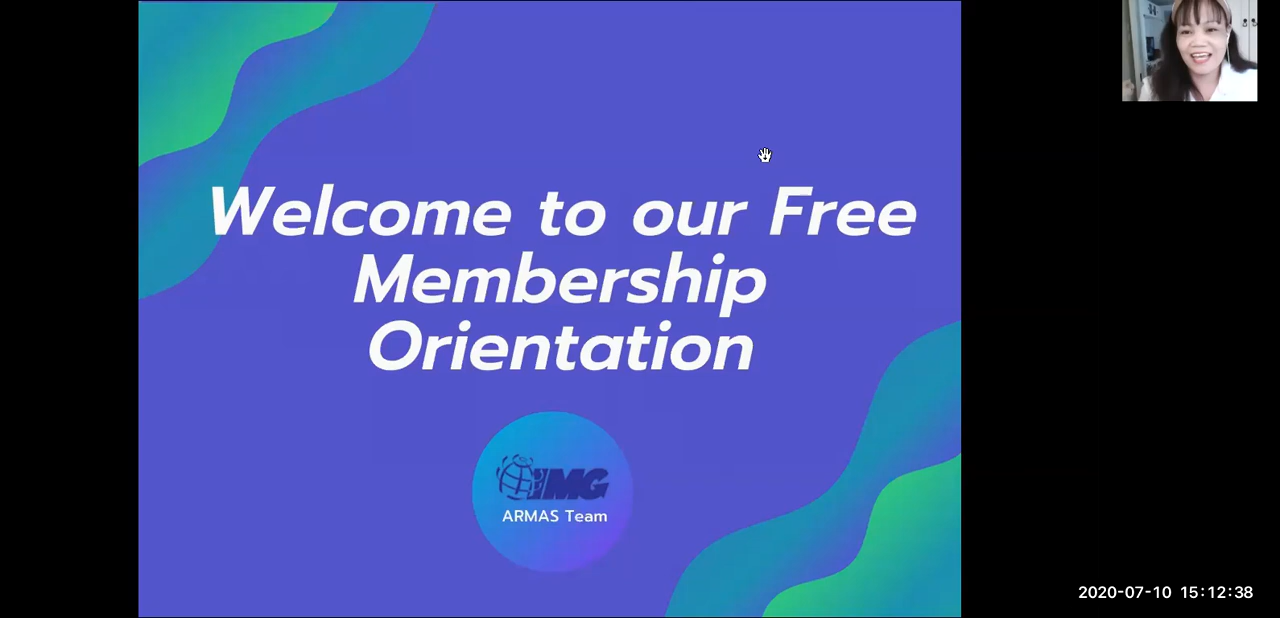 Welcome to our Free
Membership
Orientation
IMG
ARMAS Team
2020-07-10 15:12:38